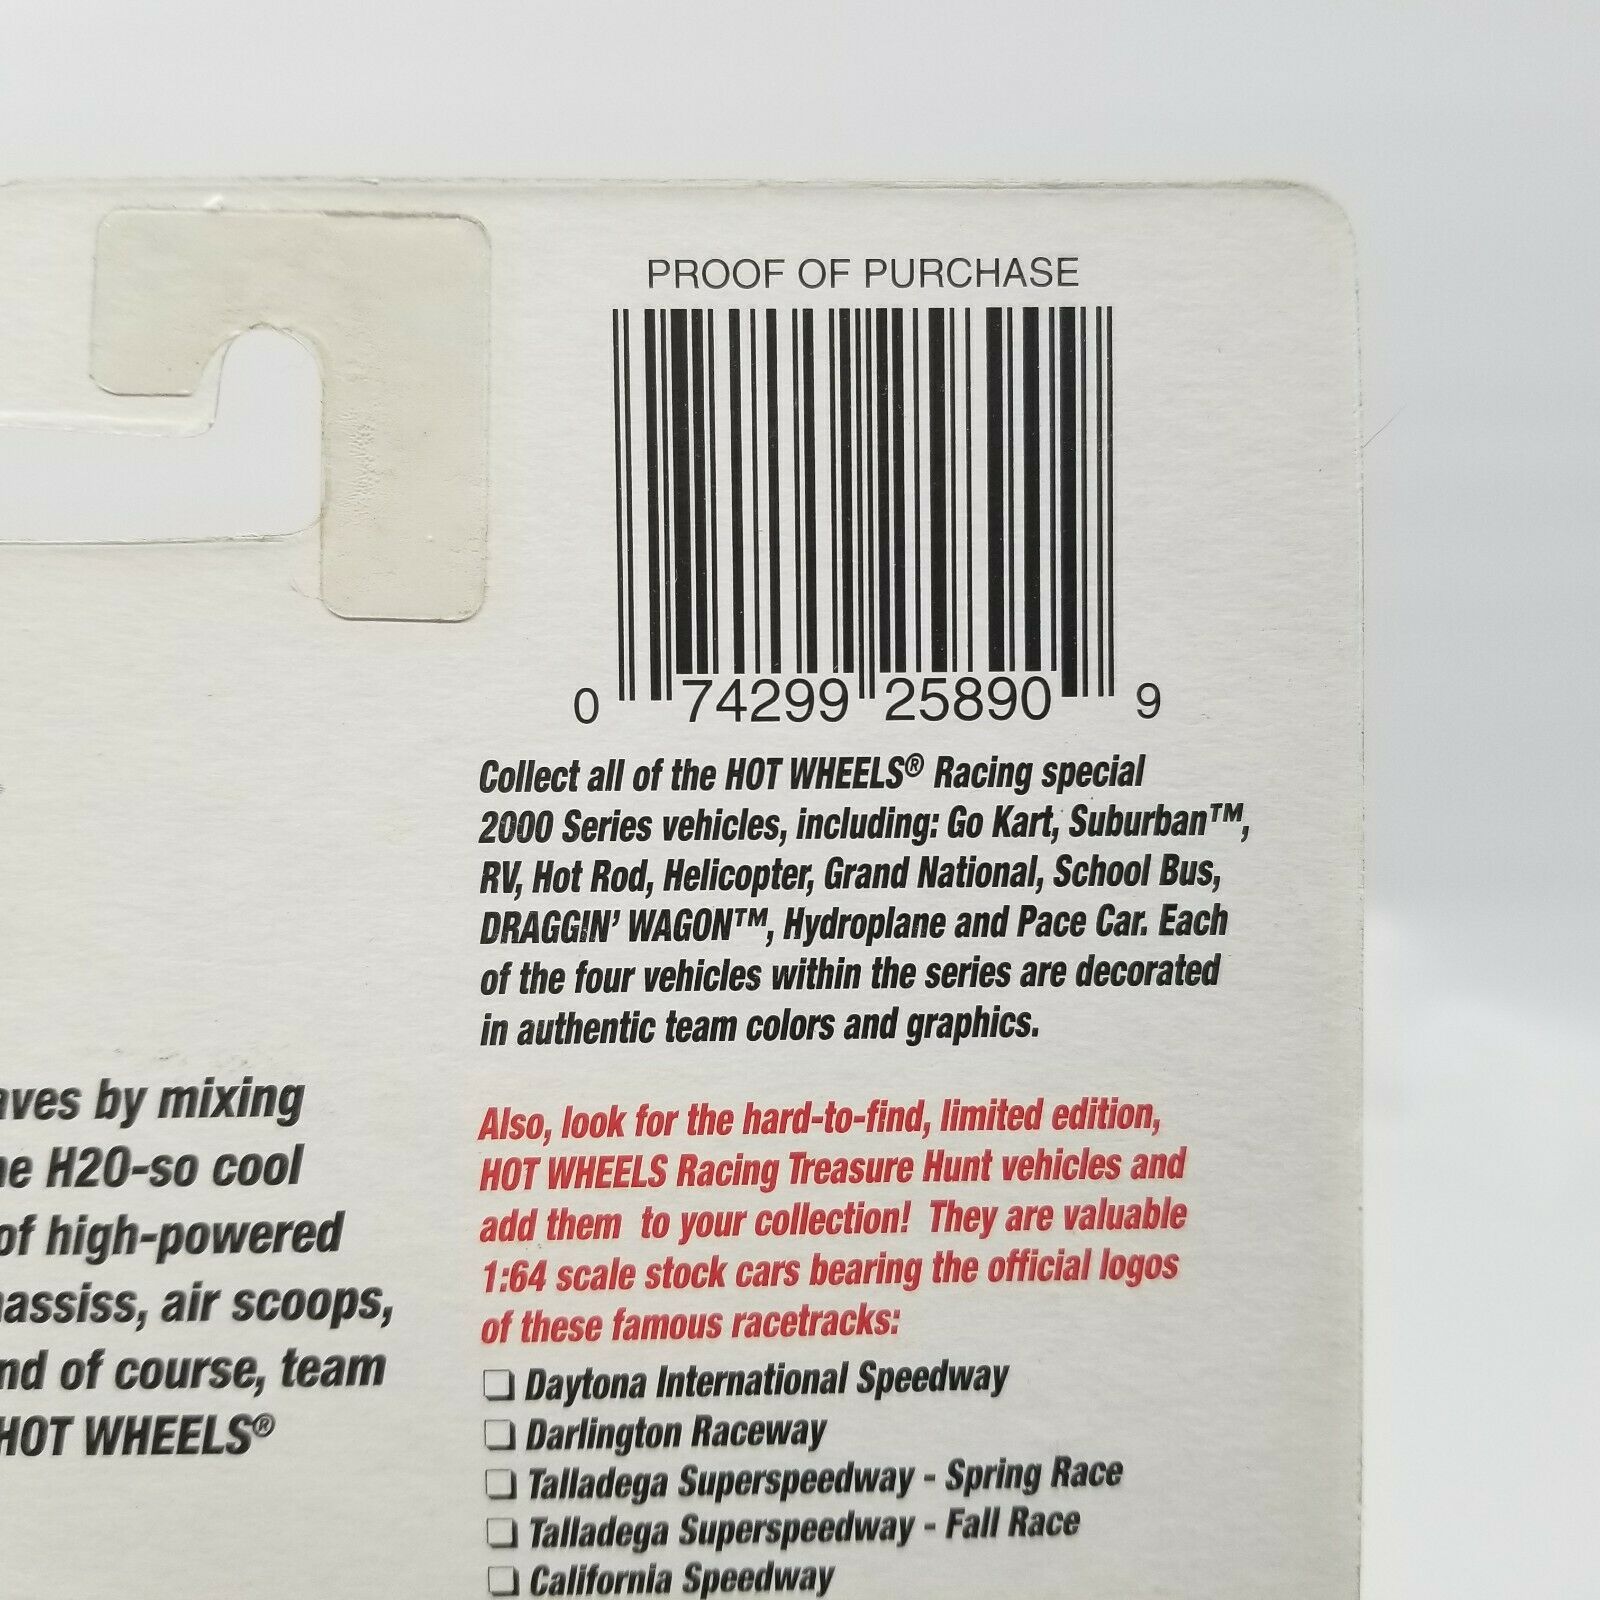 PROOF OF PURCHASE
0 74299 25890 9
Collect all of the HOT WHEELS® Racing special
2000 Series vehicles, including: Go Kart, Suburban™,
RV, Hot Rod, Helicopter, Grand National, School Bus,
DRAGGIN' WAGON™, Hydroplane and Pace Car. Each
of the four vehicles within the series are decorated
in authentic team colors and graphics.
Also, look for the hard-to-find, limited edition,
HOT WHEELS Racing Treasure Hunt vehicles and
add them to your collection! They are valuable
1:64 scale stock cars bearing the official logos
of these famous racetracks:
❏ Daytona International Speedway
❏ Darlington Raceway
❏ Talladega Superspeedway - Spring Race
❏ Talladega Superspeedway - Fall Race
❏ California Speedway
by mixing
H20-so cool
of high-powered
air scoops,
of course, team
HOT WHEELS®